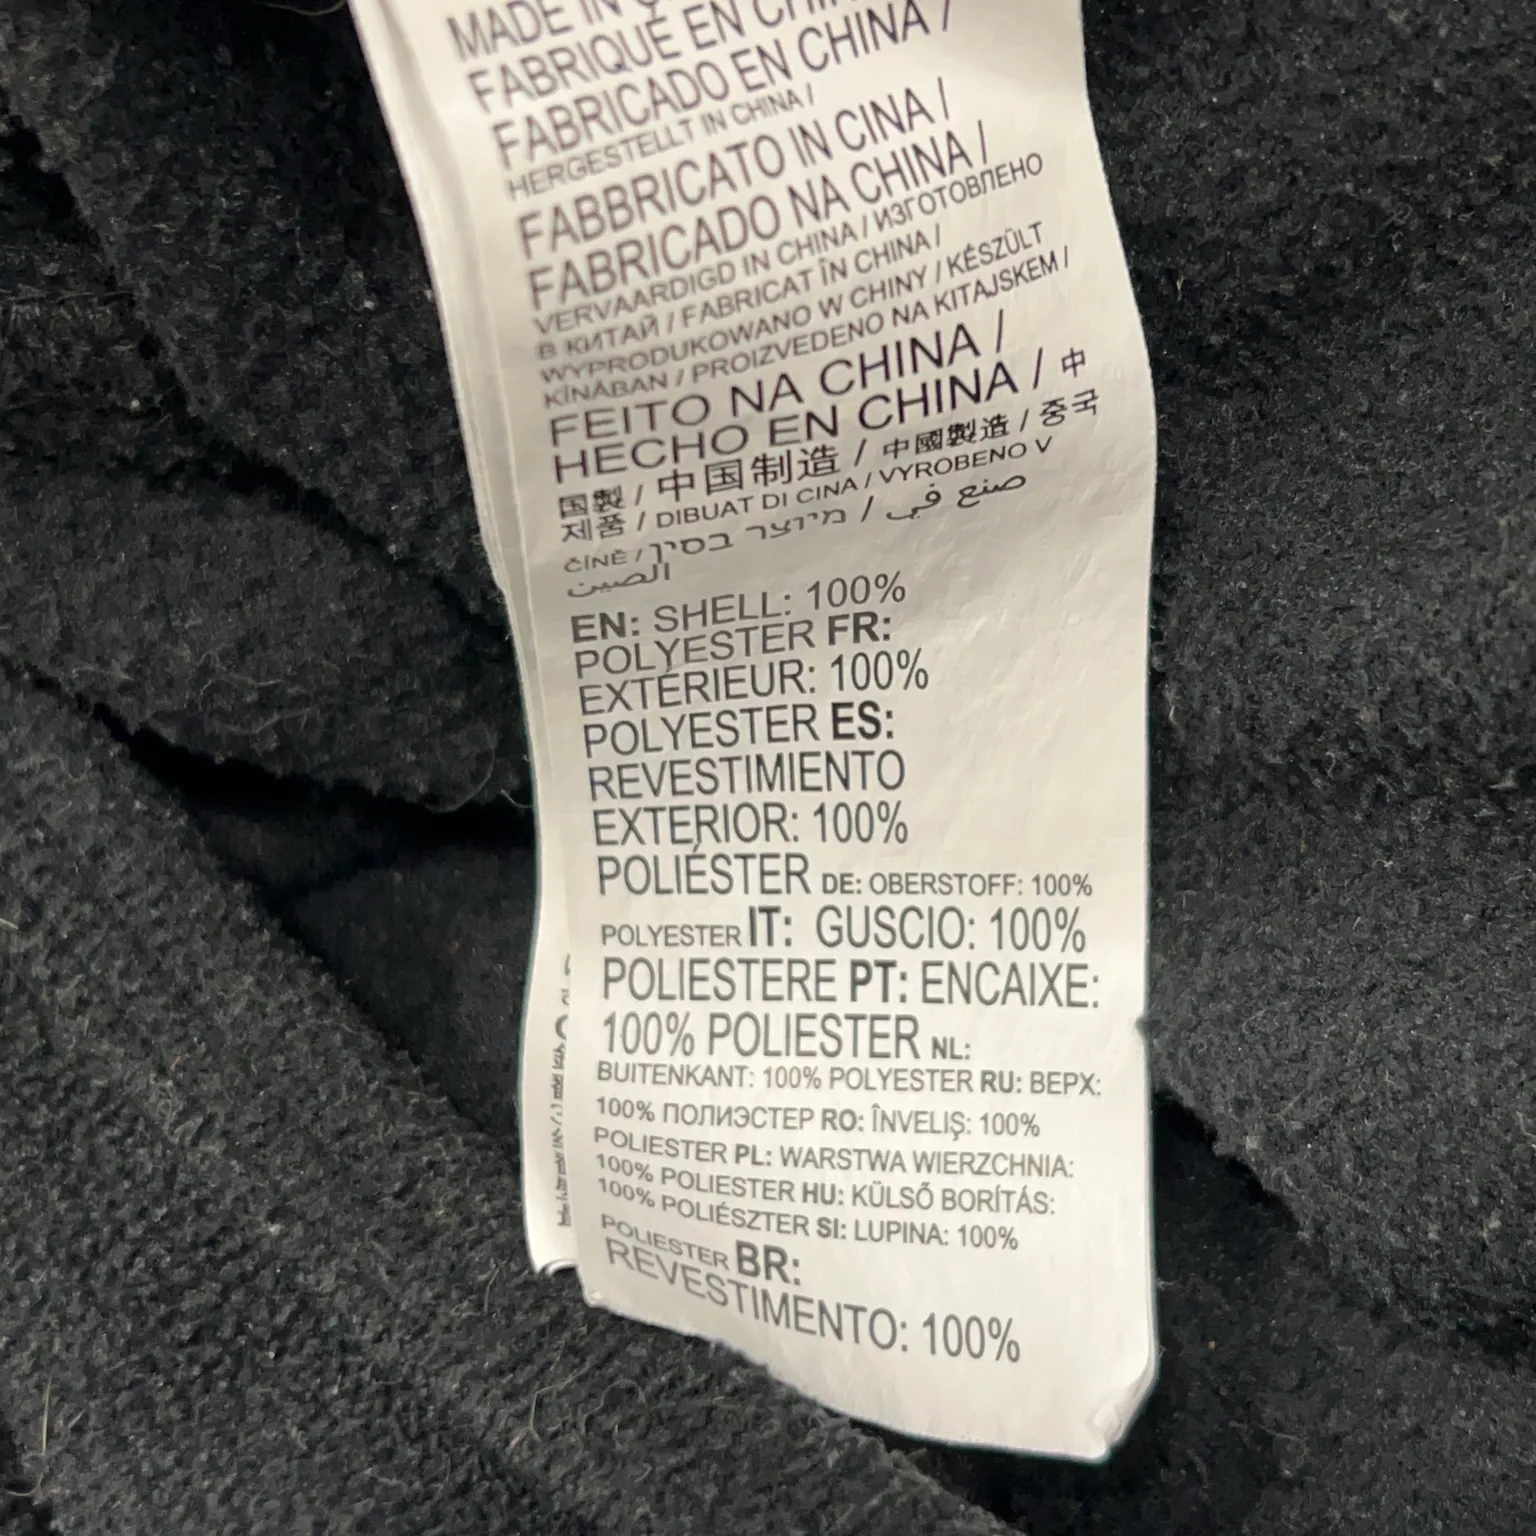 MADE IN
FABRIQUÉ EN
FABRICADO EN CHINA /
HERGESTELLT IN CHINA /
FABBRICATO IN CINA /
FABRICADO NA CHINA /
VERVAARDIGD IN CHINA / ИЗГОТОВЛЕНО
В КИТАЙ / FABRICAT ÎN CHINA /
WYPRODUKOWANO W CHINY / KÉSZÜLT
KÍNÁBAN / PROIZVEDENO NA KITAJSKEM /
FEITO NA CHINA /
HECHO EN CHINA / 中
国製 / 中国制造 / 中國製造 / 중국
제품 / DIBUAT DI CINA / VYROBENO V
ČÍNĚ / מיוצר בסין / صنع في
الصين
EN: SHELL: 100%
POLYESTER FR:
EXTÉRIEUR: 100%
POLYESTER ES:
REVESTIMIENTO
EXTERIOR: 100%
POLIÉSTER DE: OBERSTOFF: 100%
POLYESTER IT: GUSCIO: 100%
POLIESTERE PT: ENCAIXE:
100% POLIESTER NL:
BUITENKANT: 100% POLYESTER RU: ВЕРХ:
100% ПОЛИЭСТЕР RO: ÎNVELIŞ: 100%
POLIESTER PL: WARSTWA WIERZCHNIA:
100% POLIESTER HU: KÜLSŐ BORÍTÁS:
100% POLIÉSZTER SI: LUPINA: 100%
POLIESTER BR:
REVESTIMENTO: 100%